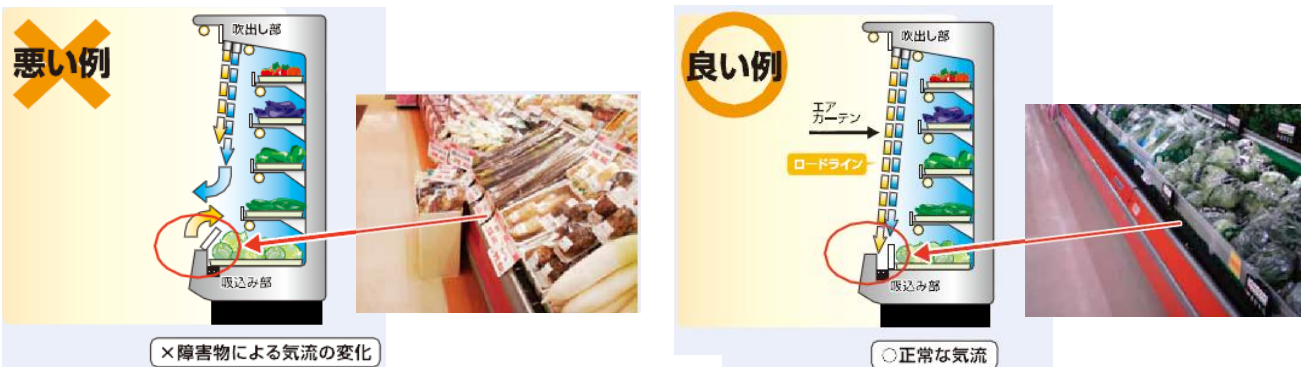 悪い例
吹出し部
吸込み部
×障害物による気流の変化
良い例
吹出し部
エア
カーテン
ロードライン
吸込み部
○正常な気流